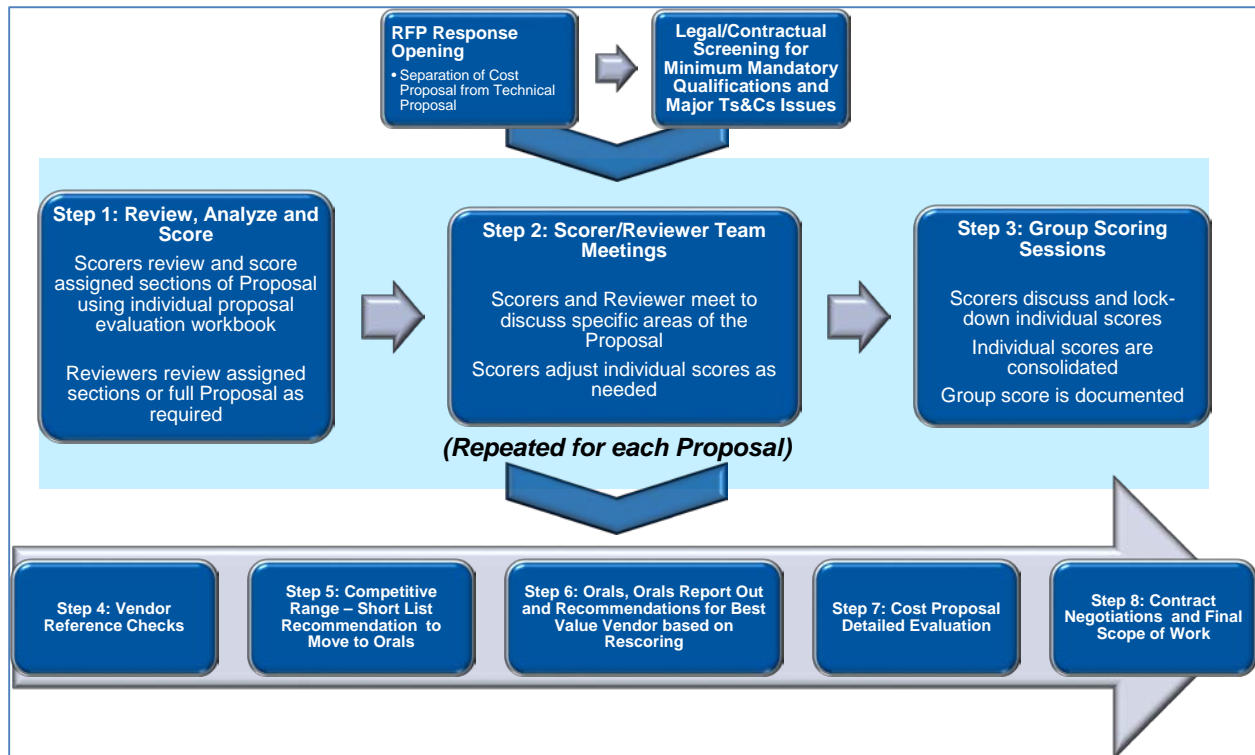 RFP Response
Opening
• Separation of Cost
Proposal from Technical
Proposal
Legal/Contractual
Screening for
Minimum Mandatory
Qualifications and
Major Ts&Cs Issues
Step 1: Review, Analyze and
Score
Scorers review and score
assigned sections of Proposal
using individual proposal
evaluation workbook
Reviewers review assigned
sections or full Proposal as
required
Step 2: Scorer/Reviewer Team
Meetings
Scorers and Reviewer meet to
discuss specific areas of the
Proposal
Scorers adjust individual scores as
needed
Step 3: Group Scoring
Sessions
Scorers discuss and lock-
down individual scores
Individual scores are
consolidated
Group score is documented
(Repeated for each Proposal)
Step 4: Vendor
Reference Checks
Step 5: Competitive
Range – Short List
Recommendation to
Move to Orals
Step 6: Orals, Orals Report Out
and Recommendations for Best
Value Vendor based on
Rescoring
Step 7: Cost Proposal
Detailed Evaluation
Step 8: Contract
Negotiations and Final
Scope of Work